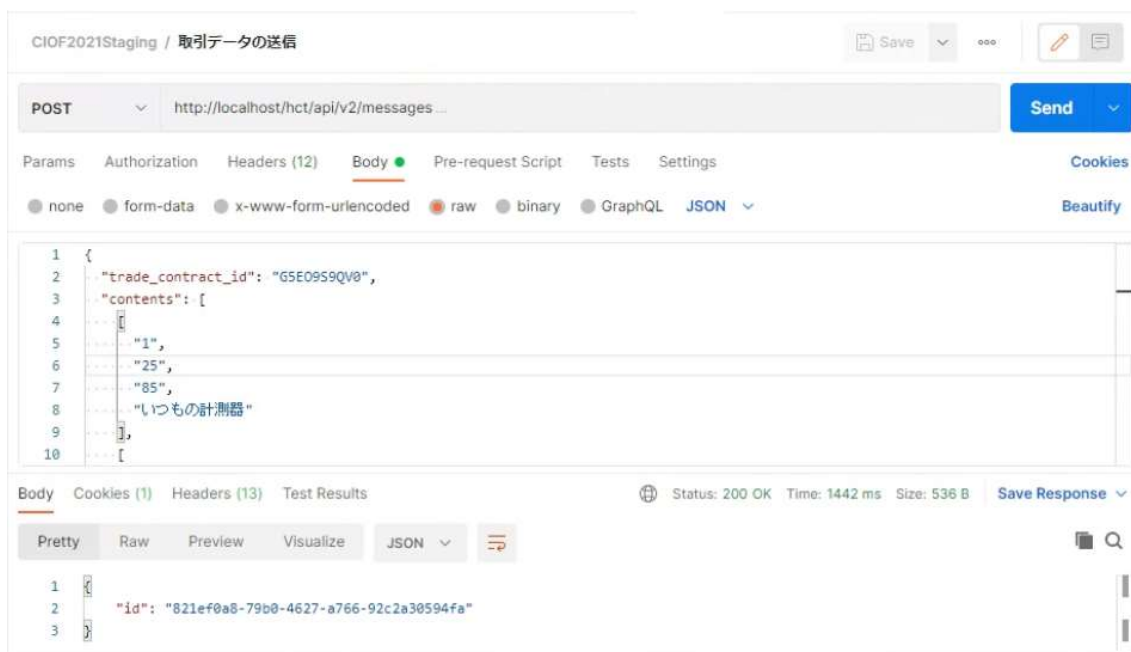 CIOF2021Staging / 取引データの送信 Save ooo
POST http://localhost/hct/api/v2/messages ... Send
Params Authorization Headers (12) Body Pre-request Script Tests Settings Cookies
none form-data x-www-form-urlencoded raw binary GraphQL JSON Beautify
1 {
2 "trade_contract_id": "G5EO9S9QV0",
3 "contents": [
4 [
5 "1",
6 "25",
7 "85",
8 "いつもの計測器"
9 ],
10 [
Body Cookies (1) Headers (13) Test Results Status: 200 OK Time: 1442 ms Size: 536 B Save Response
Pretty Raw Preview Visualize JSON
1 {
2 "id": "821ef0a8-79b0-4627-a766-92c2a30594fa"
3 }